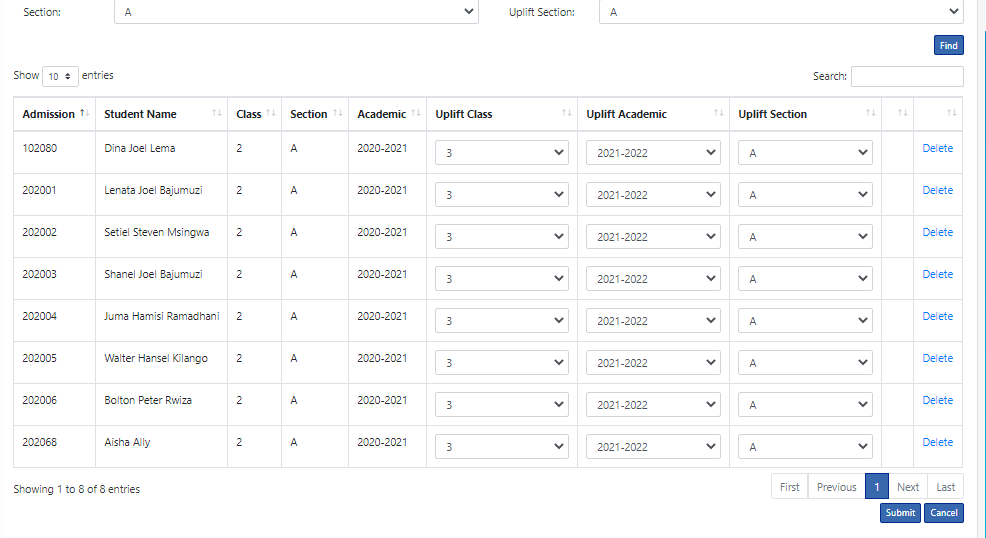 Section: A Uplift Section: A
Find
Show 10 entries Search:
Admission Student Name Class Section Academic Uplift Class Uplift Academic Uplift Section
102080 Dina Joel Lema 2 A 2020-2021 3 2021-2022 A Delete
202001 Lenata Joel Bajumuzi 2 A 2020-2021 3 2021-2022 A Delete
202002 Setiel Steven Msingwa 2 A 2020-2021 3 2021-2022 A Delete
202003 Shanel Joel Bajumuzi 2 A 2020-2021 3 2021-2022 A Delete
202004 Juma Hamisi Ramadhani 2 A 2020-2021 3 2021-2022 A Delete
202005 Walter Hansel Kilango 2 A 2020-2021 3 2021-2022 A Delete
202006 Bolton Peter Rwiza 2 A 2020-2021 3 2021-2022 A Delete
202068 Aisha Ally 2 A 2020-2021 3 2021-2022 A Delete
Showing 1 to 8 of 8 entries First Previous 1 Next Last
Submit Cancel